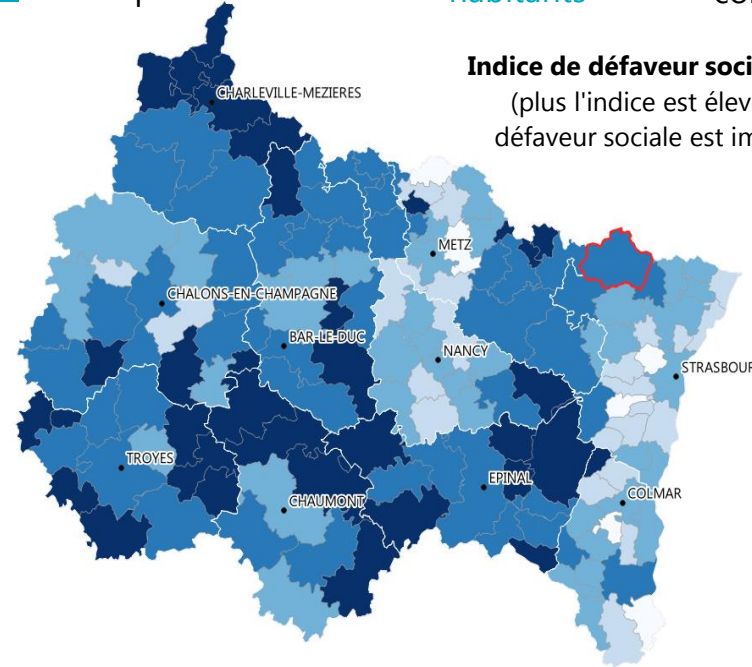 Indice de défaveur soci
(plus l'indice est élev
défaveur sociale est im
CHARLEVILLE-MEZIERES
METZ
CHALONS-EN-CHAMPAGNE
BAR-LE-DUC
NANCY
STRASBOUR
TROYES
EPINAL
CHAUMONT
COLMAR